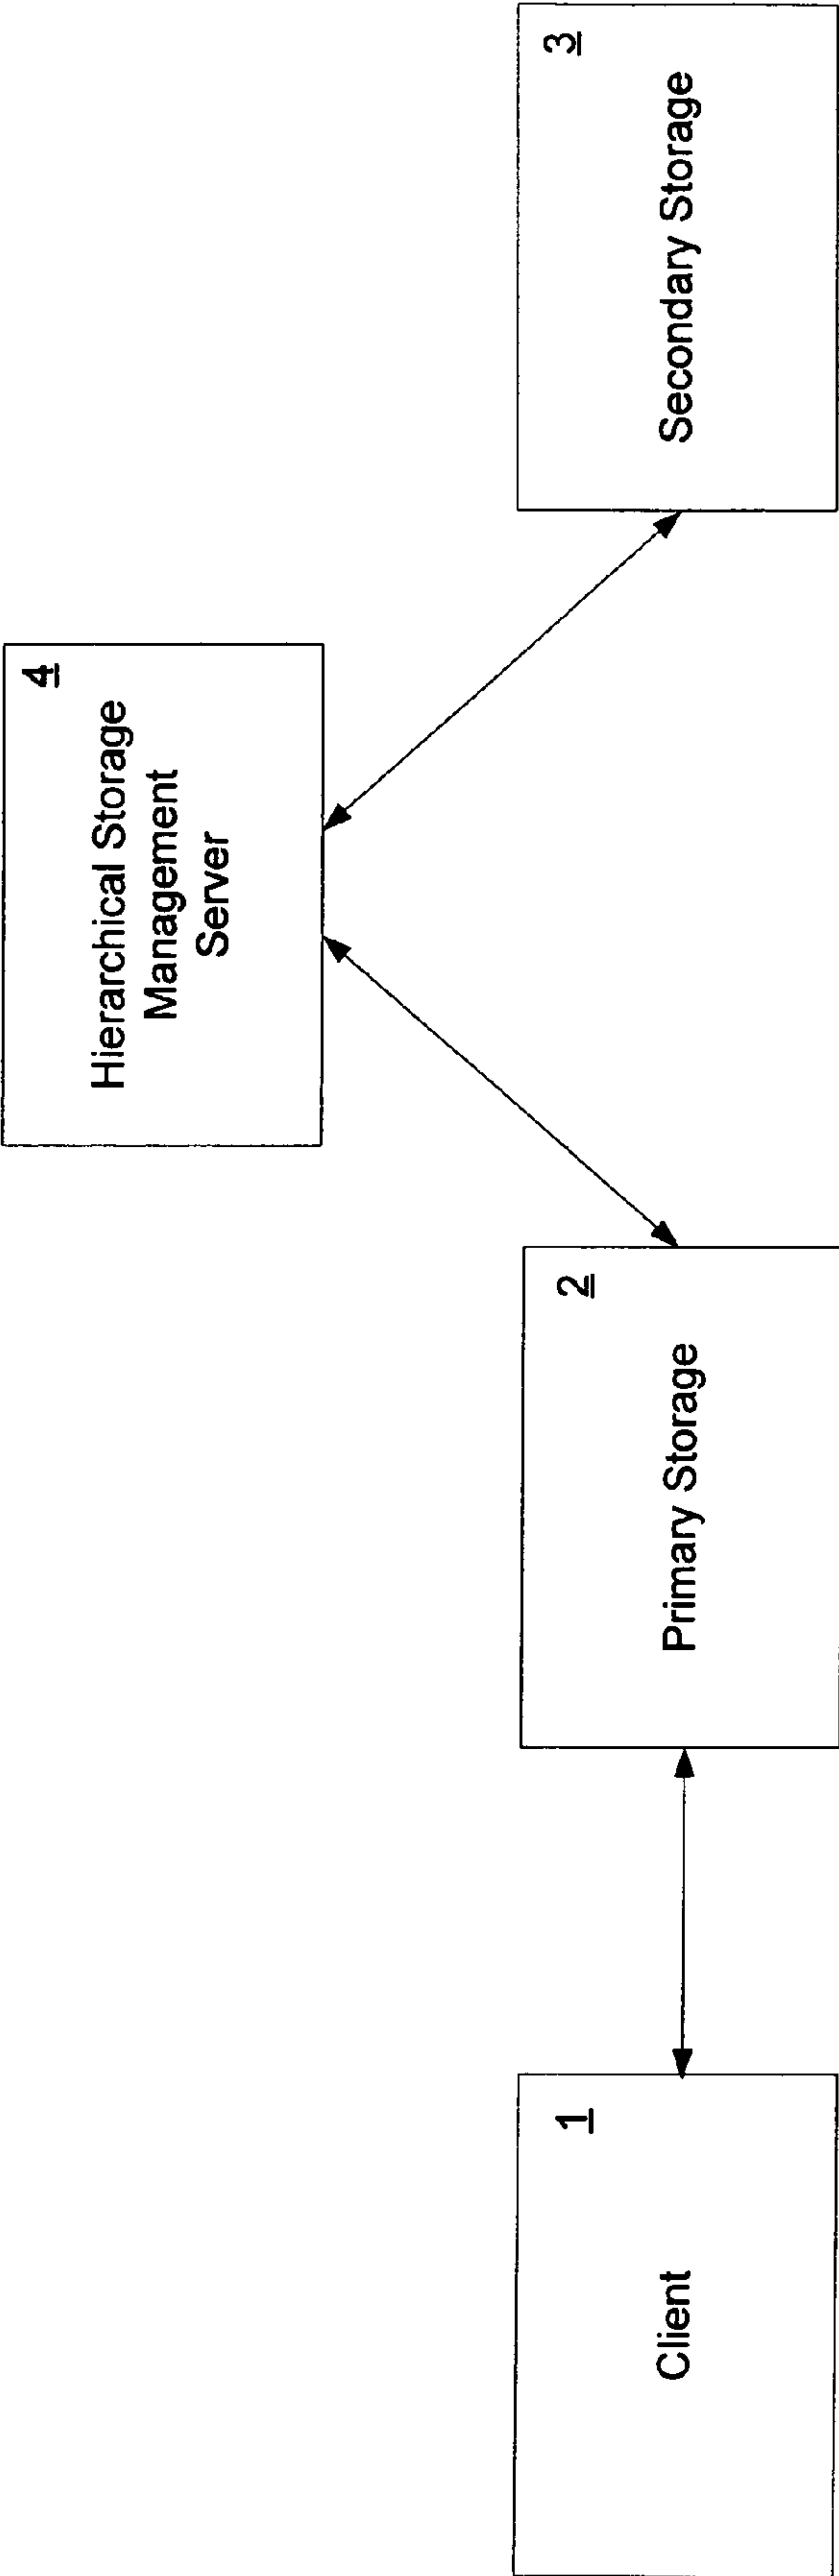 4
Hierarchical Storage
Management
Server
1
Client
2
Primary Storage
3
Secondary Storage